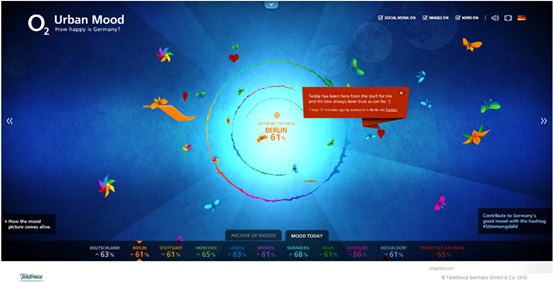 O2 Urban Mood
How happy is Germany?
SOCIAL MEDIA ON
IMAGES ON
NEWS ON
Teddy has been here from the start for me
and his love always been true as can be :')
1 hour 11 minutes ago by someone in Berlin via
BERLIN
61%
How the mood
picture comes alive.
Contribute to Germany's
good mood with the hashtag
#Stimmungsbild
ARCHIVE OF MOODS
MOOD TODAY
DEUTSCHLAND
63%
BERLIN
61%
STUTTGART
61%
MÜNCHEN
65%
LEIPZIG
63%
BREMEN
61%
NÜRNBERG
68%
KÖLN
61%
HAMBURG
66%
DÜSSELDORF
61%
FRANKFURT AM MAIN
65%
Telefónica
Impressum
© Telefónica Germany GmbH & Co. OHG